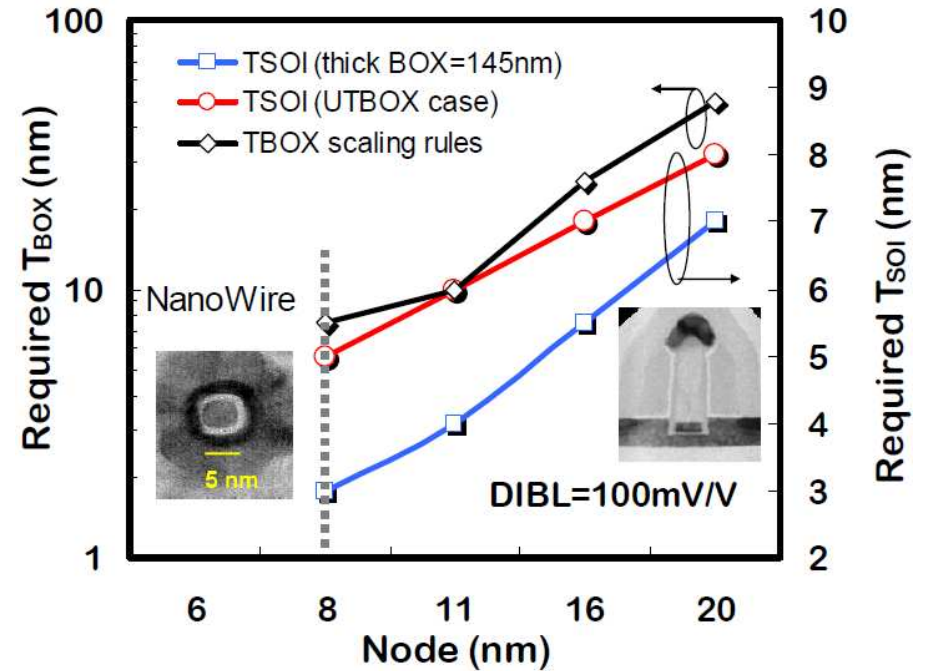 100
10
1
Required TBOX (nm)
TSOI (thick BOX=145nm)
TSOI (UTBOX case)
TBOX scaling rules
NanoWire
5 nm
DIBL=100mV/V
10
9
8
7
6
5
4
3
2
Required TSOI (nm)
6 8 11 16 20
Node (nm)